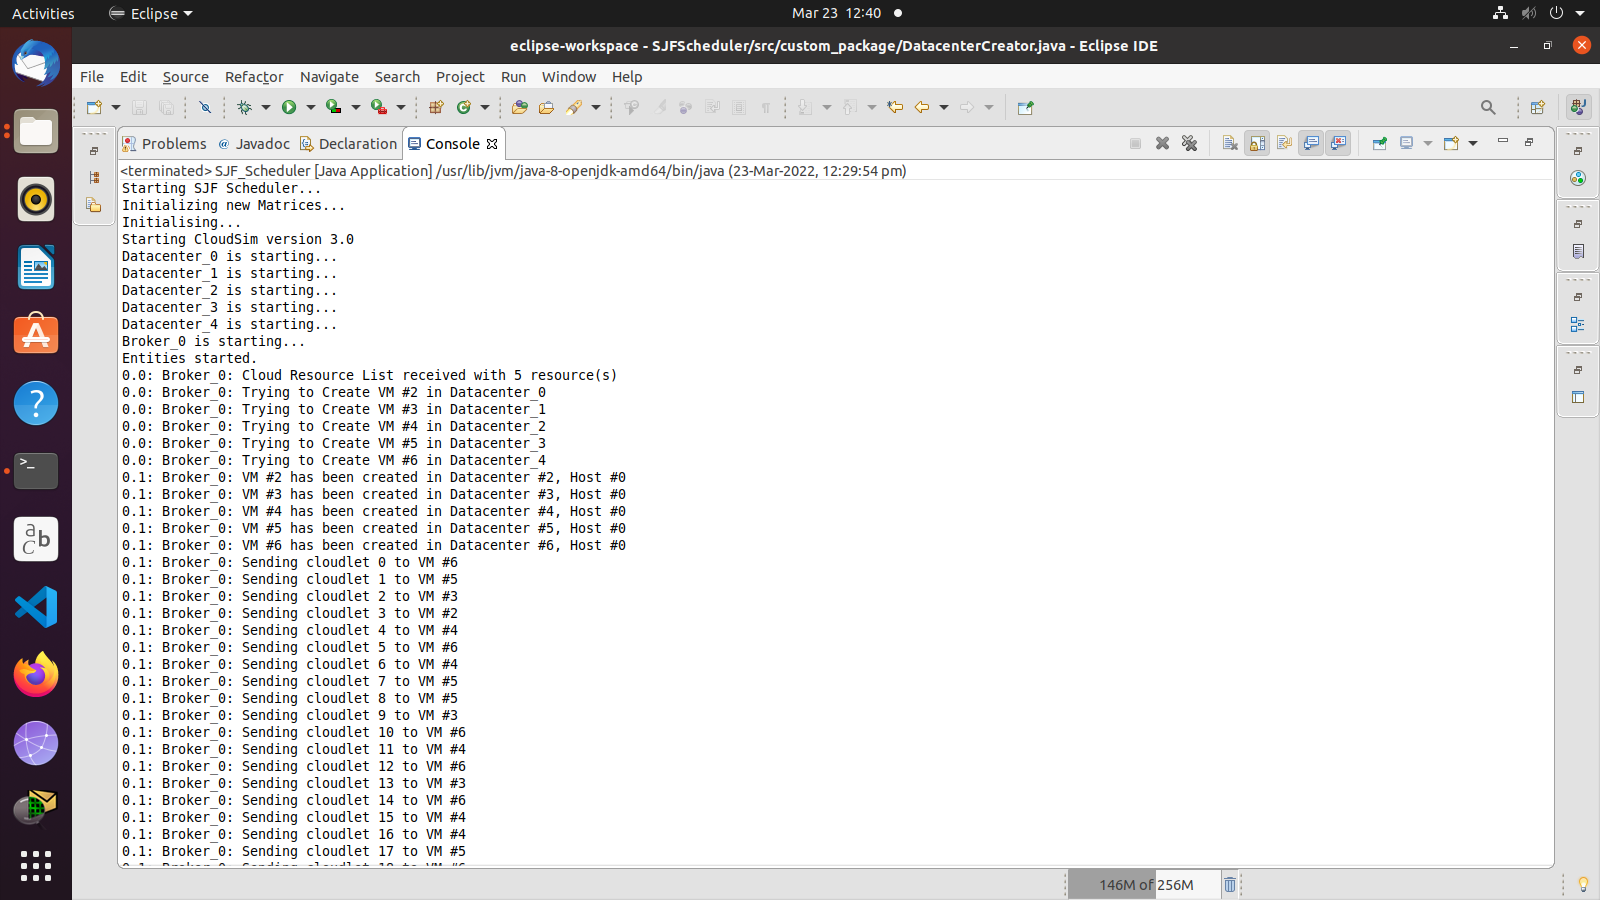 Activities
Eclipse
Mar 23 12:40
eclipse-workspace - SJFScheduler/src/custom_package/DatacenterCreator.java - Eclipse IDE
File Edit Source Refactor Navigate Search Project Run Window Help
Problems @ Javadoc Declaration Console
<terminated> SJF_Scheduler [Java Application] /usr/lib/jvm/java-8-openjdk-amd64/bin/java (23-Mar-2022, 12:29:54 pm)
Starting SJF Scheduler...
Initializing new Matrices...
Initialising...
Starting CloudSim version 3.0
Datacenter_0 is starting...
Datacenter_1 is starting...
Datacenter_2 is starting...
Datacenter_3 is starting...
Datacenter_4 is starting...
Broker_0 is starting...
Entities started.
0.0: Broker_0: Cloud Resource List received with 5 resource(s)
0.0: Broker_0: Trying to Create VM #2 in Datacenter_0
0.0: Broker_0: Trying to Create VM #3 in Datacenter_1
0.0: Broker_0: Trying to Create VM #4 in Datacenter_2
0.0: Broker_0: Trying to Create VM #5 in Datacenter_3
0.0: Broker_0: Trying to Create VM #6 in Datacenter_4
0.1: Broker_0: VM #2 has been created in Datacenter #2, Host #0
0.1: Broker_0: VM #3 has been created in Datacenter #3, Host #0
0.1: Broker_0: VM #4 has been created in Datacenter #4, Host #0
0.1: Broker_0: VM #5 has been created in Datacenter #5, Host #0
0.1: Broker_0: VM #6 has been created in Datacenter #6, Host #0
0.1: Broker_0: Sending cloudlet 0 to VM #6
0.1: Broker_0: Sending cloudlet 1 to VM #5
0.1: Broker_0: Sending cloudlet 2 to VM #3
0.1: Broker_0: Sending cloudlet 3 to VM #2
0.1: Broker_0: Sending cloudlet 4 to VM #4
0.1: Broker_0: Sending cloudlet 5 to VM #6
0.1: Broker_0: Sending cloudlet 6 to VM #4
0.1: Broker_0: Sending cloudlet 7 to VM #5
0.1: Broker_0: Sending cloudlet 8 to VM #5
0.1: Broker_0: Sending cloudlet 9 to VM #3
0.1: Broker_0: Sending cloudlet 10 to VM #6
0.1: Broker_0: Sending cloudlet 11 to VM #4
0.1: Broker_0: Sending cloudlet 12 to VM #6
0.1: Broker_0: Sending cloudlet 13 to VM #3
0.1: Broker_0: Sending cloudlet 14 to VM #6
0.1: Broker_0: Sending cloudlet 15 to VM #4
0.1: Broker_0: Sending cloudlet 16 to VM #4
0.1: Broker_0: Sending cloudlet 17 to VM #5
146M of 256M